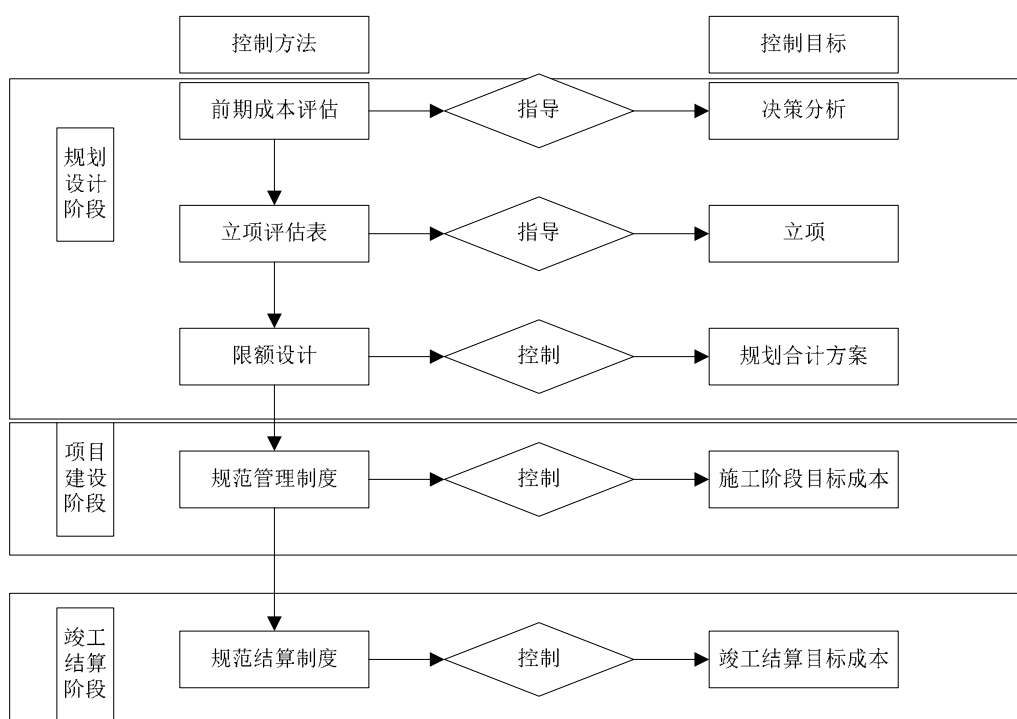 控制方法
控制目标
前期成本评估
指导
决策分析
规划
设计
阶段
立项评估表
指导
立项
限额设计
控制
规划合计方案
项目
建设
阶段
规范管理制度
控制
施工阶段目标成本
竣工
结算
阶段
规范结算制度
控制
竣工结算目标成本